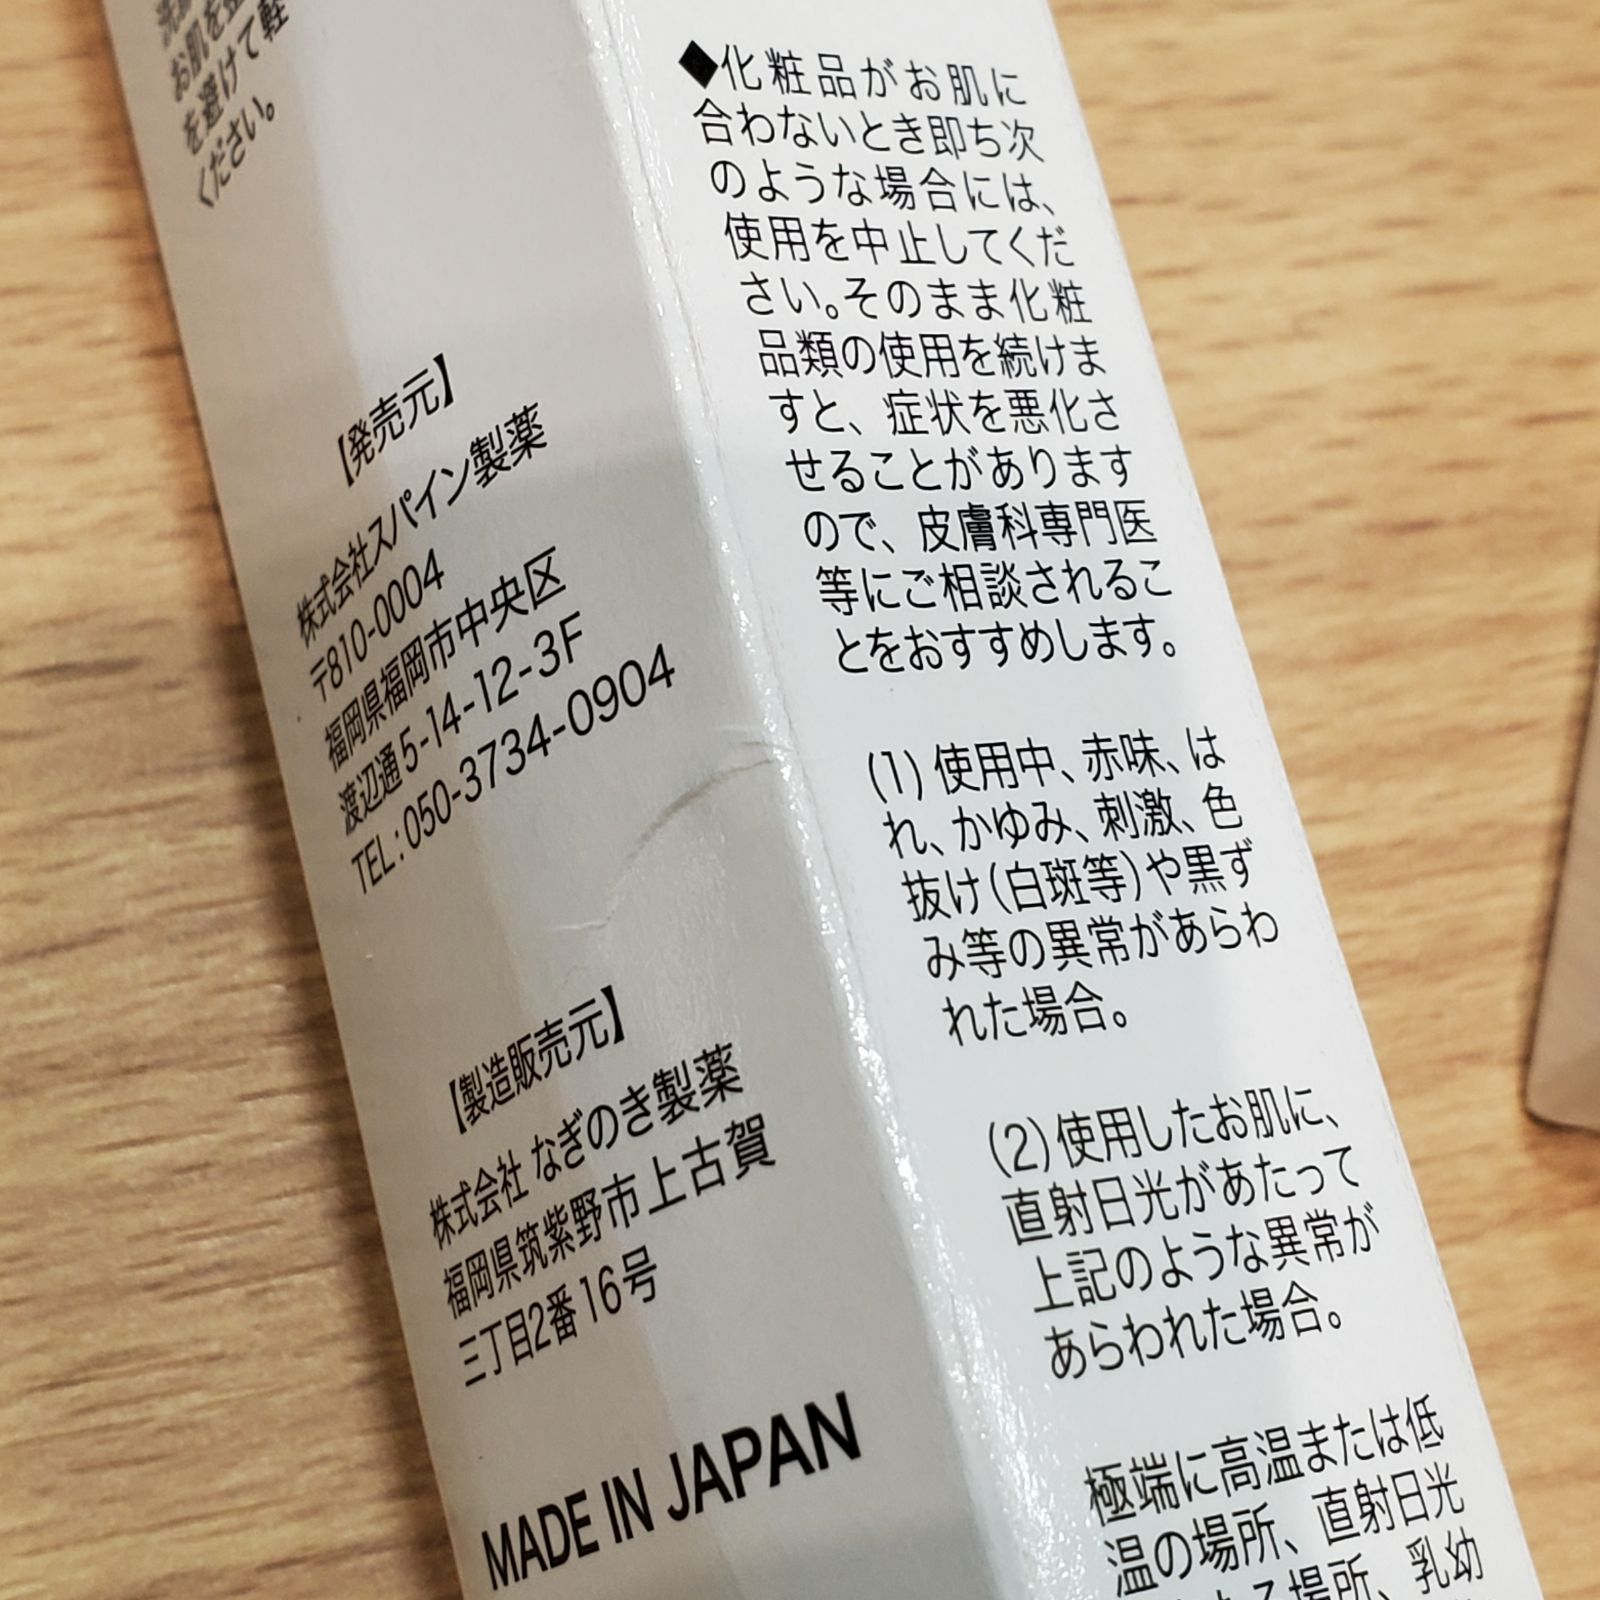 お肌を
を避けて軽
ください。
【発売元】
株式会社スパイン製薬
〒810-0004
福岡県福岡市中央区
渡辺通5-14-12-3F
TEL:050-3734-0904
【製造販売元】
株式会社 なぎのき製薬
福岡県筑紫野市上古賀
三丁目2番16号
MADE IN JAPAN
◆化粧品がお肌に
合わないとき即ち次
のような場合には、
使用を中止してくだ
さい。そのまま化粧
品類の使用を続けま
すと、症状を悪化さ
せることがあります
ので、皮膚科専門医
等にご相談されるこ
とをおすすめします。
(1)使用中、赤味、は
れ、かゆみ、刺激、色
抜け(白斑等)や黒ず
み等の異常があらわ
れた場合。
(2)使用したお肌に、
直射日光があたって
上記のような異常が
あらわれた場合。
極端に高温または低
温の場所、直射日光
場所、乳幼